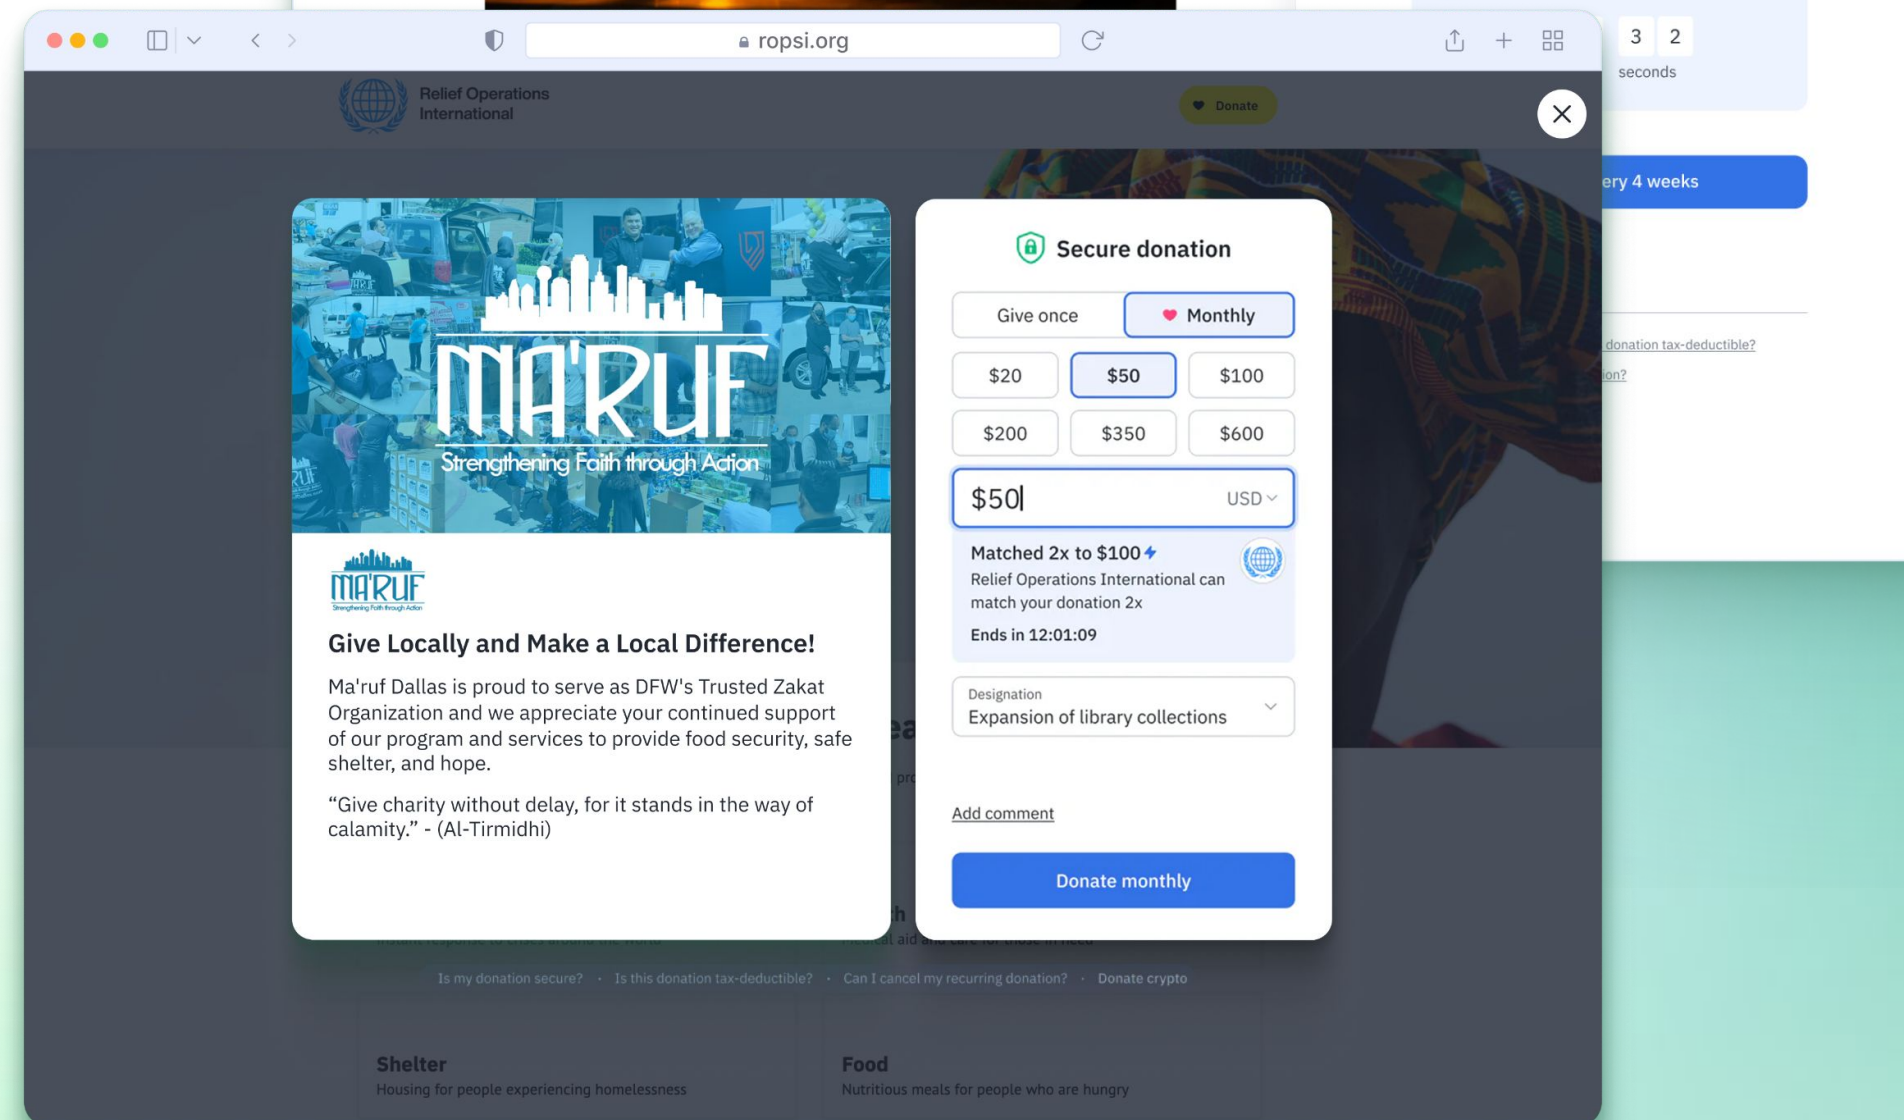 ropsi.org
3 2
seconds
Relief Operations
International
Donate
ery 4 weeks
donation tax-deductible?
ion?
MA'RUF
Strengthening Faith through Action
MA'RUF
Strengthening Faith through Action
Give Locally and Make a Local Difference!
Ma'ruf Dallas is proud to serve as DFW's Trusted Zakat
Organization and we appreciate your continued support
of our program and services to provide food security, safe
shelter, and hope.
“Give charity without delay, for it stands in the way of
calamity.” - (Al-Tirmidhi)
Secure donation
Give once
Monthly
$20 $50 $100
$200 $350 $600
$50 USD
Matched 2x to $100
Relief Operations International can
match your donation 2x
Ends in 12:01:09
Designation
Expansion of library collections
Add comment
Donate monthly
Is my donation secure? · Is this donation tax-deductible? · Can I cancel my recurring donation? · Donate crypto
Shelter
Housing for people experiencing homelessness
Food
Nutritious meals for people who are hungry